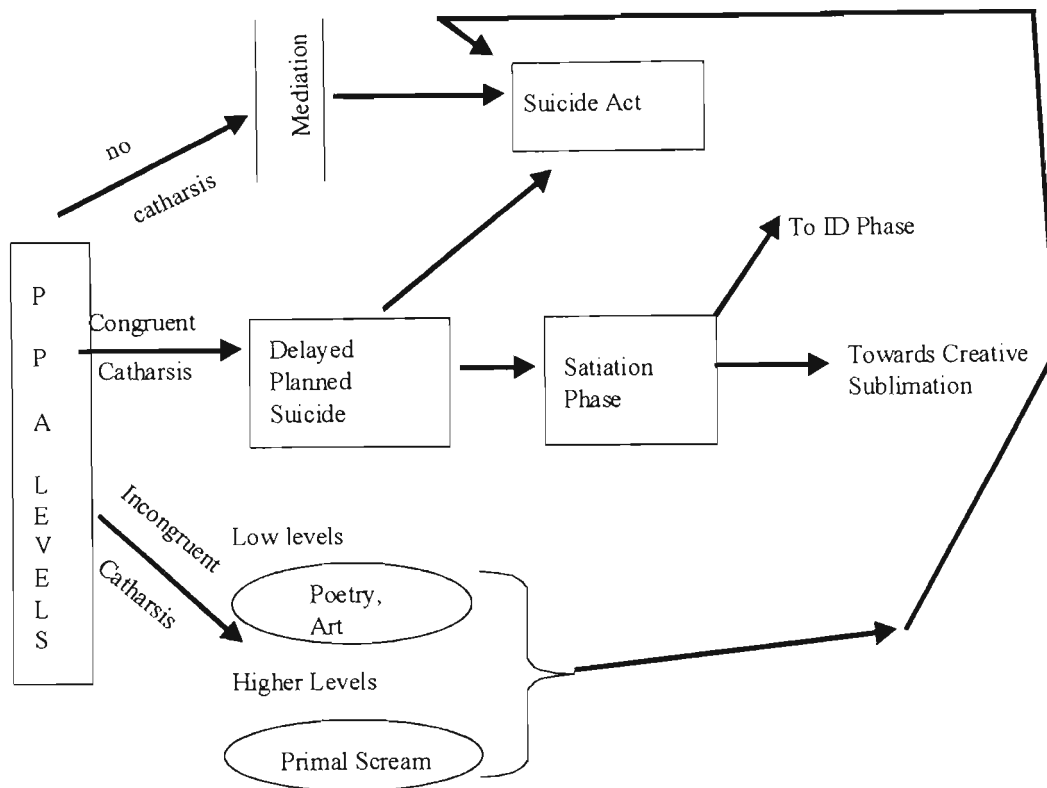 Mediation
Suicide Act
no
catharsis
To ID Phase
P
P
A
L
E
V
E
L
S
Congruent
Catharsis
Delayed
Planned
Suicide
Satiation
Phase
Towards Creative
Sublimation
Incongruent
Catharsis
Low levels
Poetry,
Art
Higher Levels
Primal Scream